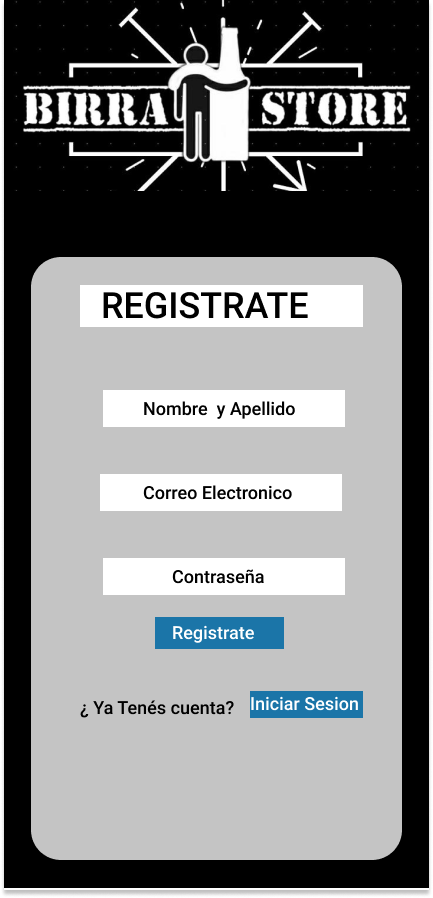 BIRRA STORE
REGISTRATE
Nombre y Apellido
Correo Electronico
Contraseña
Registrate
¿ Ya Tenés cuenta? Iniciar Sesion